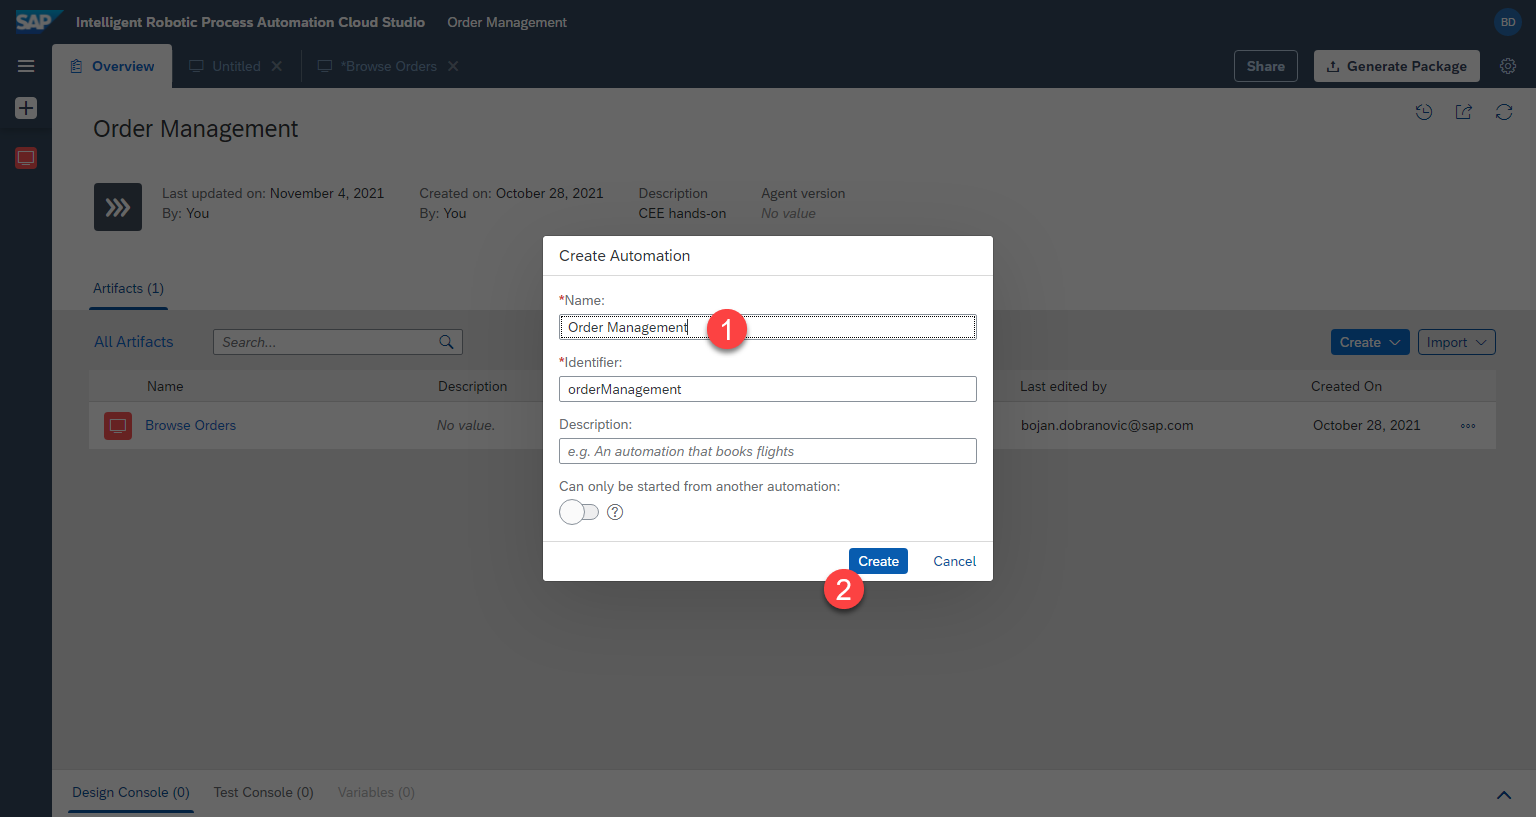 SAP Intelligent Robotic Process Automation Cloud Studio Order Management BD
Overview Untitled *Browse Orders Share Generate Package
Order Management
Last updated on: November 4, 2021 Created on: October 28, 2021 Description Agent version
By: You By: You CEE hands-on No value
Create Automation
Artifacts (1)
*Name:
Order Management 1
All Artifacts Search... Create Import
*Identifier:
orderManagement
Name Description Last edited by Created On
Browse Orders No value. bojan.dobranovic@sap.com October 28, 2021
Description:
e.g. An automation that books flights
Can only be started from another automation:
?
Create Cancel
2
Design Console (0) Test Console (0) Variables (0)